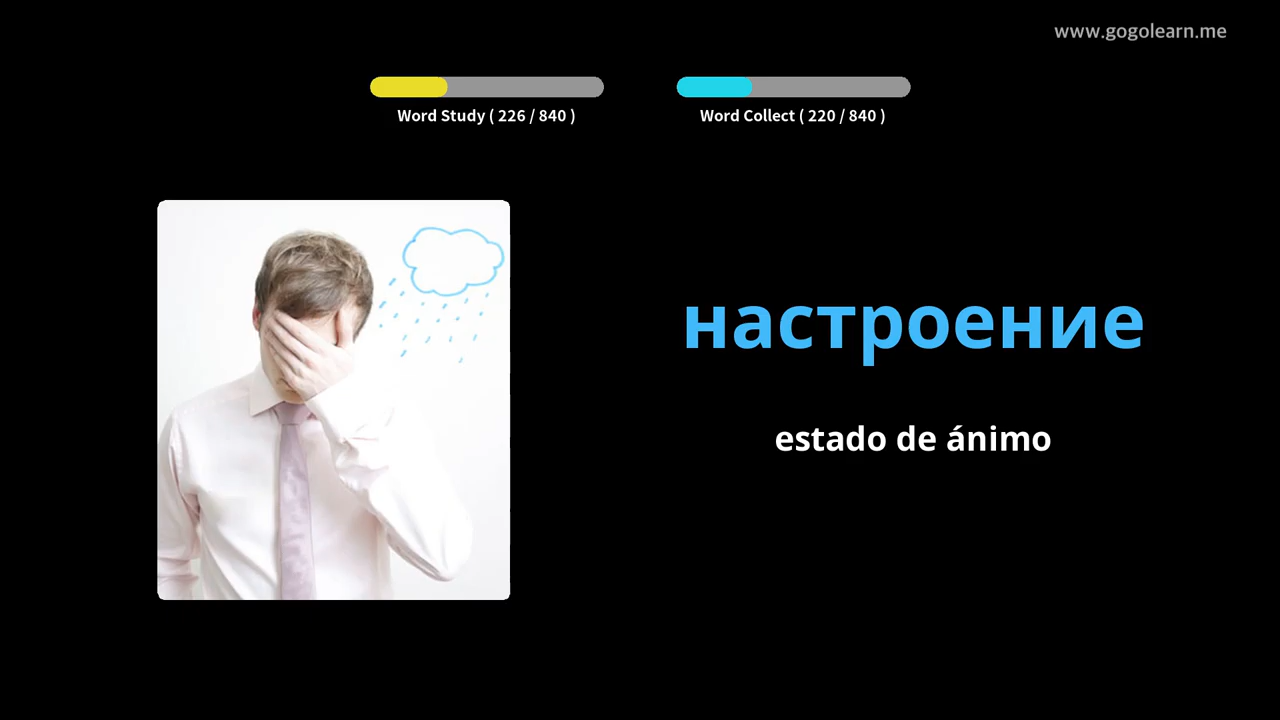 www.gogolearn.me
Word Study ( 226 / 840 )
Word Collect ( 220 / 840 )
настроение
estado de ánimo